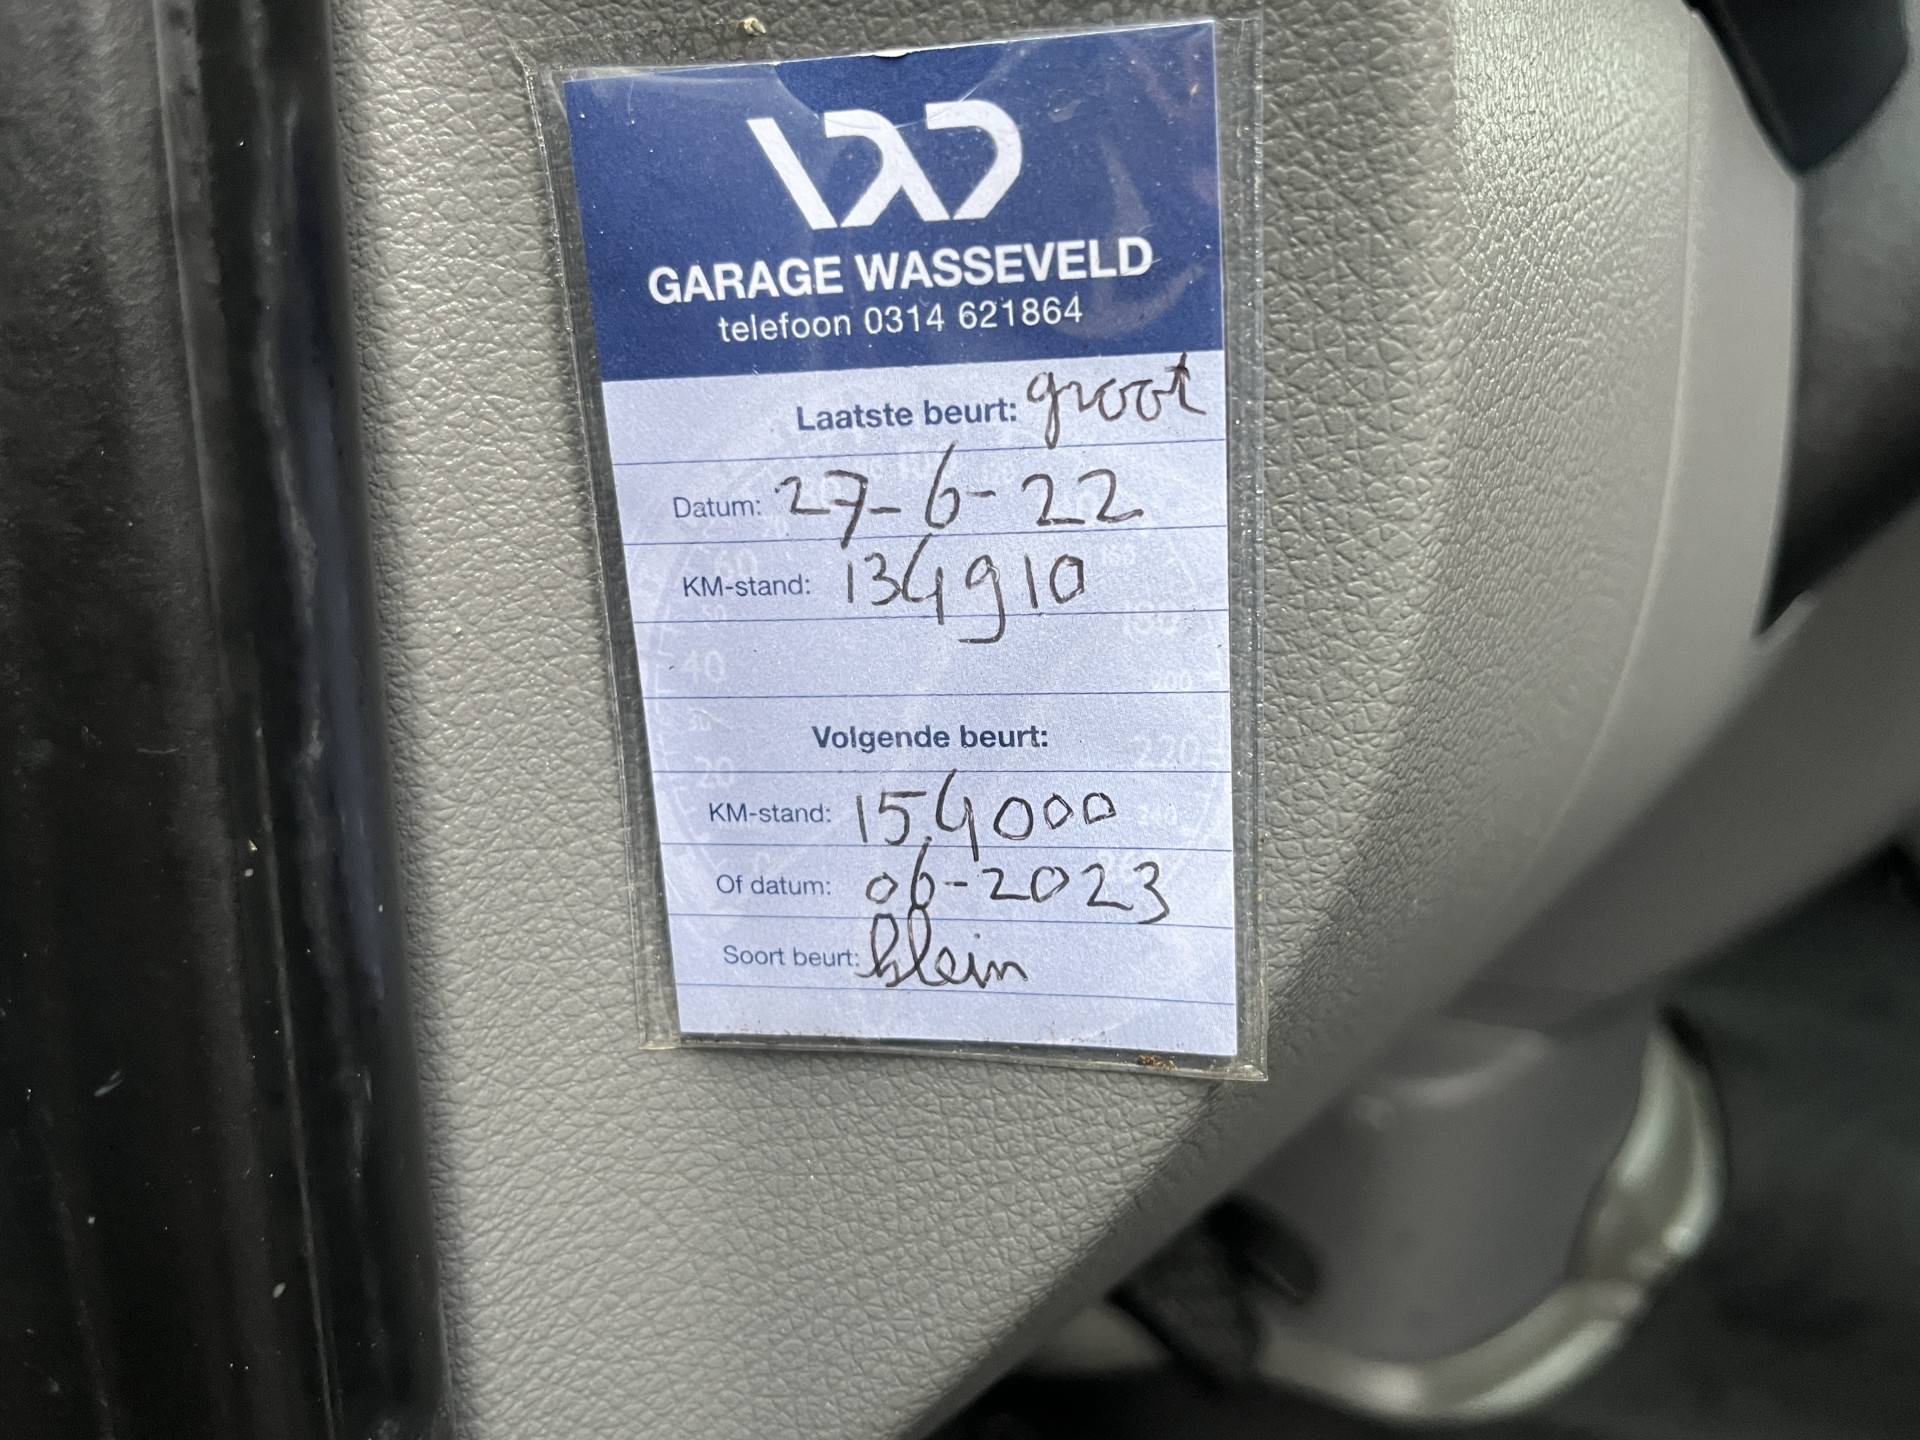 GARAGE WASSEVELD
telefoon 0314 621864
Laatste beurt: groot
Datum: 27-6-22
KM-stand: 134910
Volgende beurt:
KM-stand: 154000
Of datum: 06-2023
Soort beurt: klein